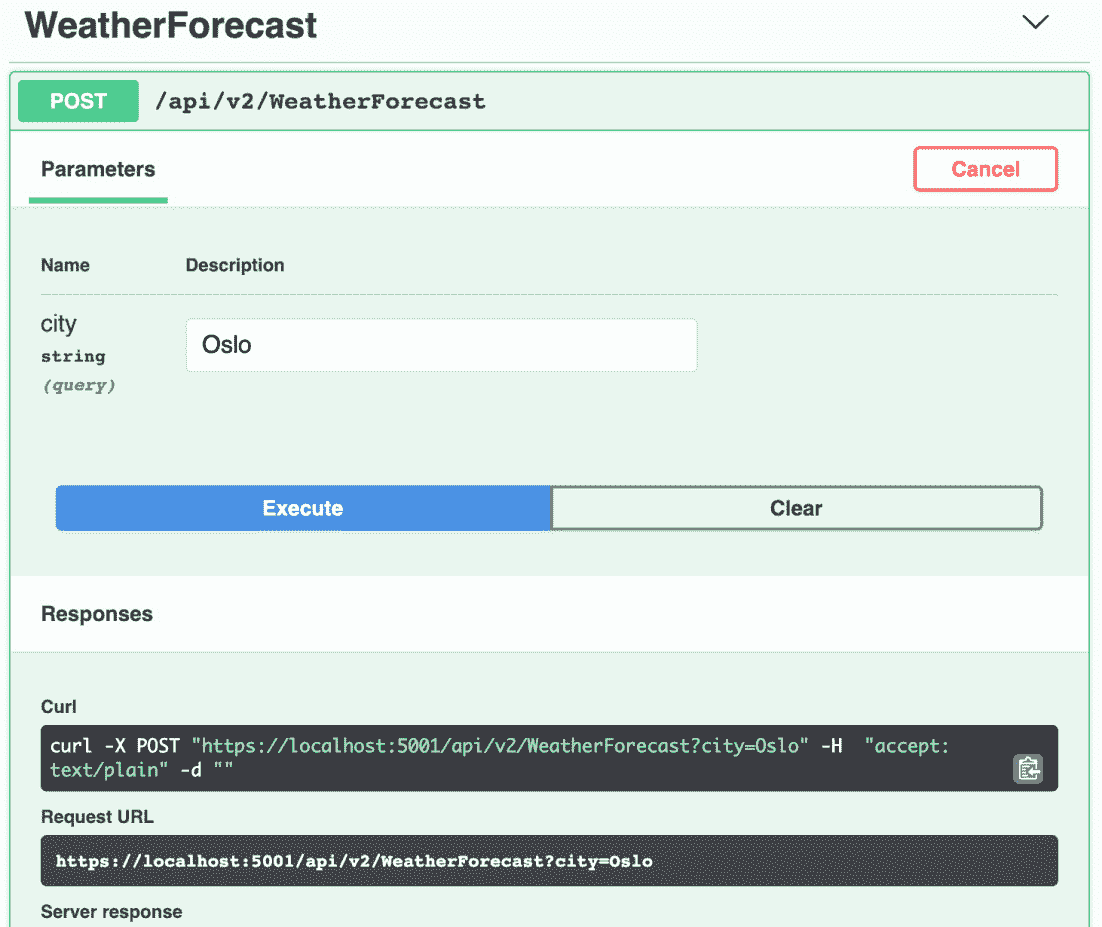 WeatherForecast
POST /api/v2/WeatherForecast
Parameters
Cancel
Name Description
city
string
(query)
Oslo
Execute Clear
Responses
Curl
curl -X POST "https://localhost:5001/api/v2/WeatherForecast?city=Oslo" -H  "accept:
text/plain" -d ""
Request URL
https://localhost:5001/api/v2/WeatherForecast?city=Oslo
Server response